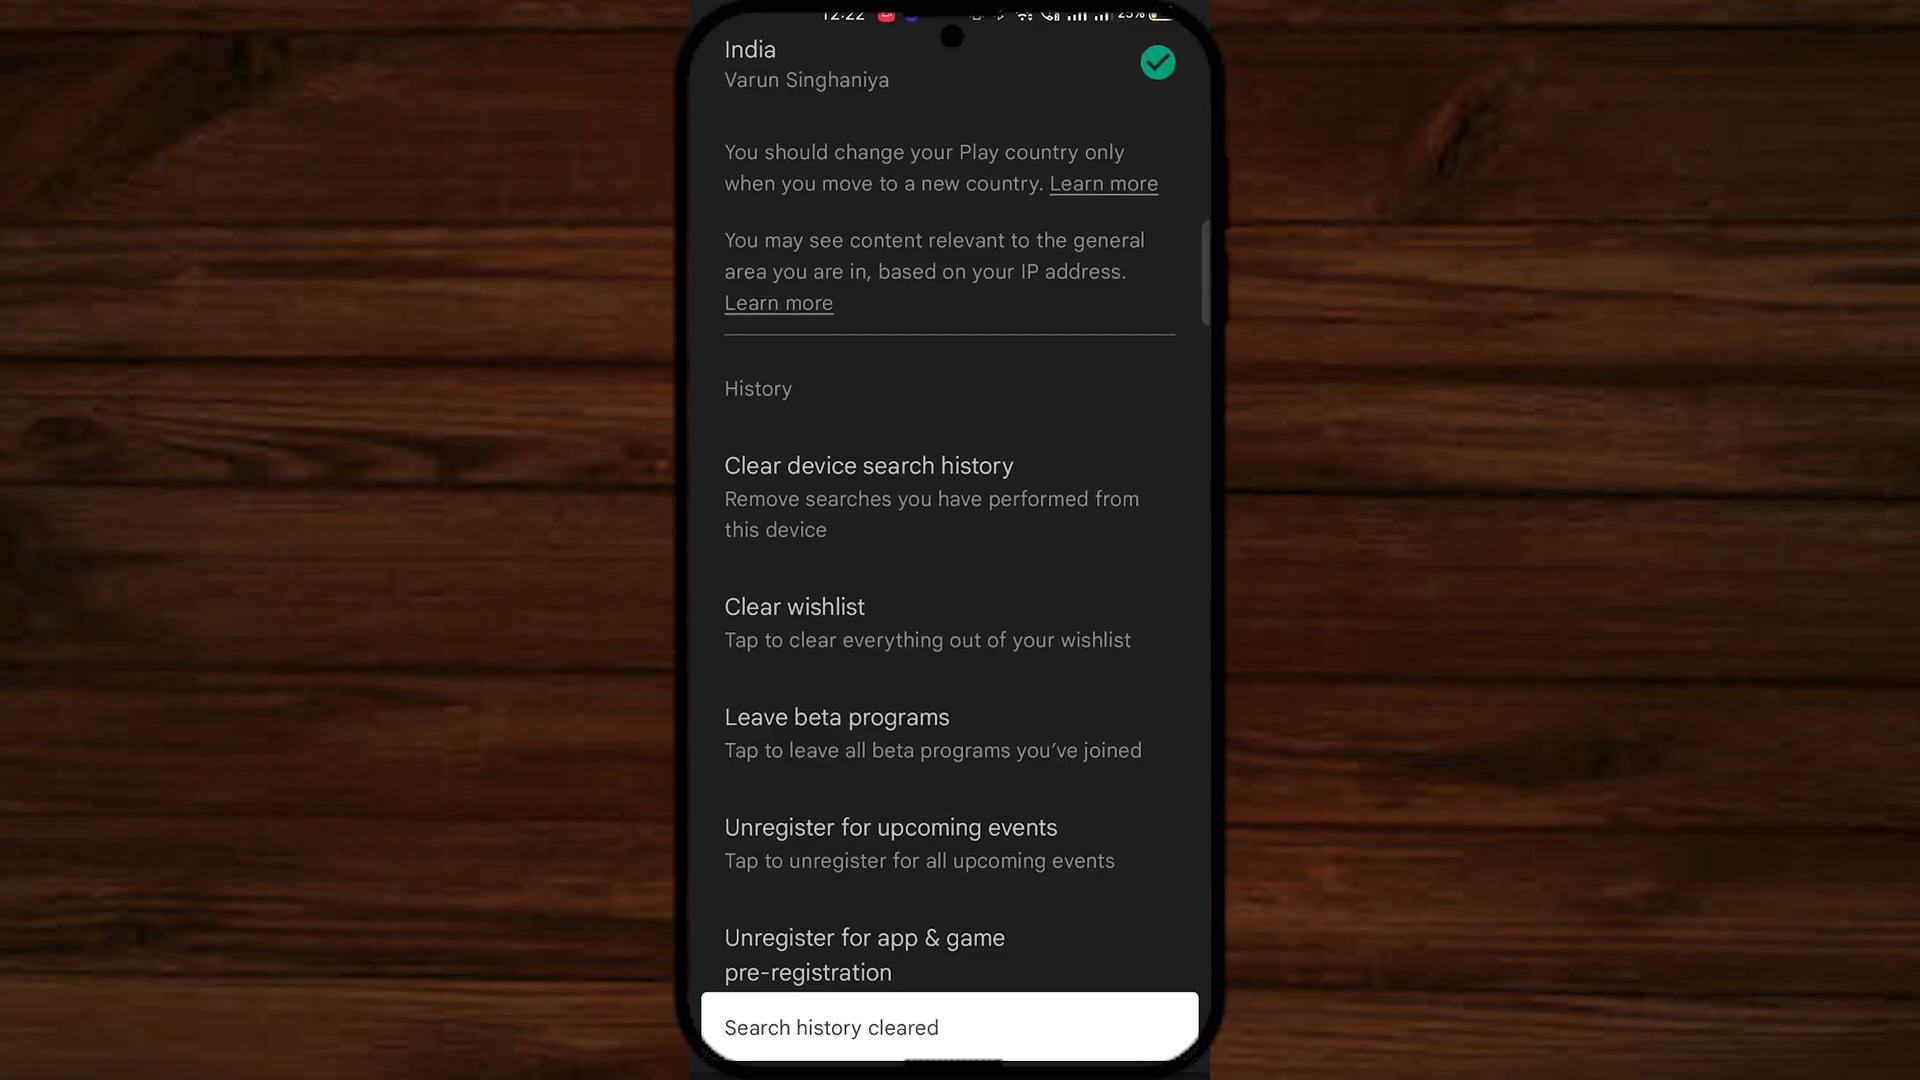 12:22 25%
India
Varun Singhaniya
You should change your Play country only
when you move to a new country. Learn more
You may see content relevant to the general
area you are in, based on your IP address.
Learn more
History
Clear device search history
Remove searches you have performed from
this device
Clear wishlist
Tap to clear everything out of your wishlist
Leave beta programs
Tap to leave all beta programs you’ve joined
Unregister for upcoming events
Tap to unregister for all upcoming events
Unregister for app & game
pre-registration
Search history cleared